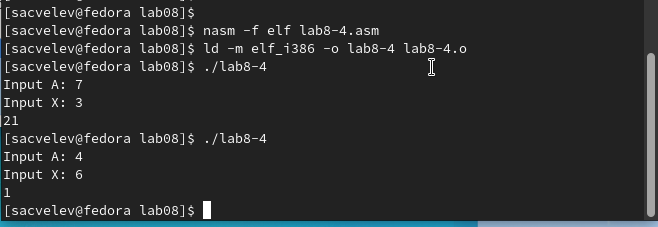 [sacvelev@fedora lab08]$
[sacvelev@fedora lab08]$ nasm -f elf lab8-4.asm
[sacvelev@fedora lab08]$ ld -m elf_i386 -o lab8-4 lab8-4.o
[sacvelev@fedora lab08]$ ./lab8-4
Input A: 7
Input X: 3
21
[sacvelev@fedora lab08]$ ./lab8-4
Input A: 4
Input X: 6
1
[sacvelev@fedora lab08]$